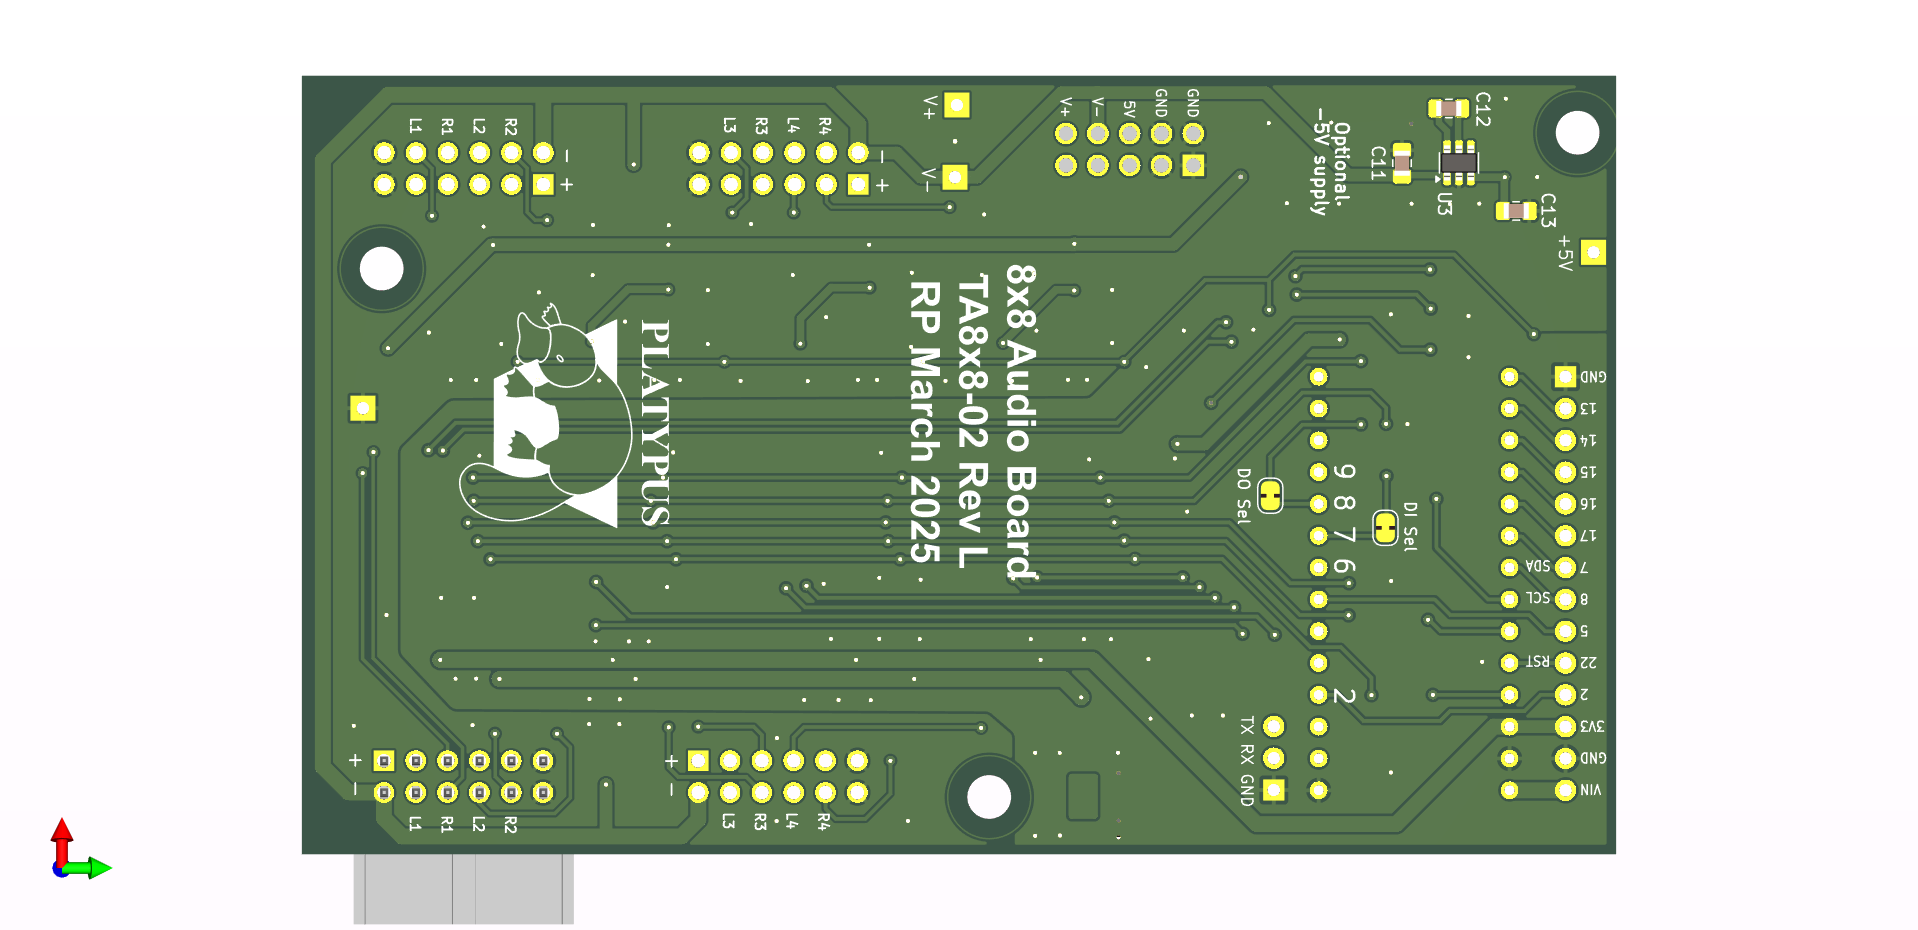 L1
R1
L2
R2
−
+
L3
R3
L4
R4
−
+
V+
V-
V+
V-
5V
GND
GND
Optional
-5V supply
C12
C11
U3
C13
+5V
PLATYPUS
8x8 Audio Board
TA8x8-02 Rev L
RP March 2025
DO Sel
DI Sel
9
8
7
6
2
GND
13
14
15
16
17
SDA
7
SCL
8
5
RST
22
2
3V3
GND
VIN
TX
RX
GND
+
−
L1
R1
L2
R2
+
−
L3
R3
L4
R4